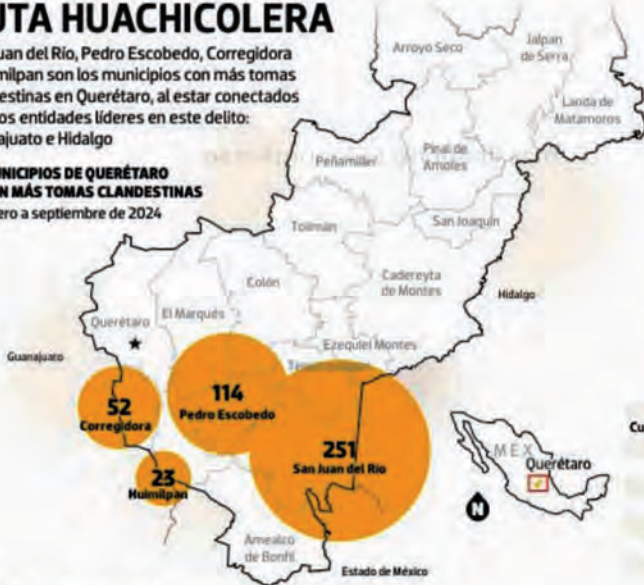 UTA HUACHICOLERA
uan del Río, Pedro Escobedo, Corregidora
milpan son los municipios con más tomas
destinas en Querétaro, al estar conectados
os entidades líderes en este delito:
ajuato e Hidalgo
UNICIPIOS DE QUERÉTARO
N MÁS TOMAS CLANDESTINAS
ero a septiembre de 2024
Arroyo Seco
Jalpan
de Serra
Landa de
Matamoros
Peñamiller
Pinal de
Amoles
Tolimán
San Joaquín
Colón
Cadereyta
de Montes
Hidalgo
Querétaro
El Marqués
Ezequiel Montes
Guanajuato
52
Corregidora
114
Pedro Escobedo
251
San Juan del Río
23
Huimilpan
Amealco
de Bonfil
Estado de México
MÉX
Querétaro
N
Cu